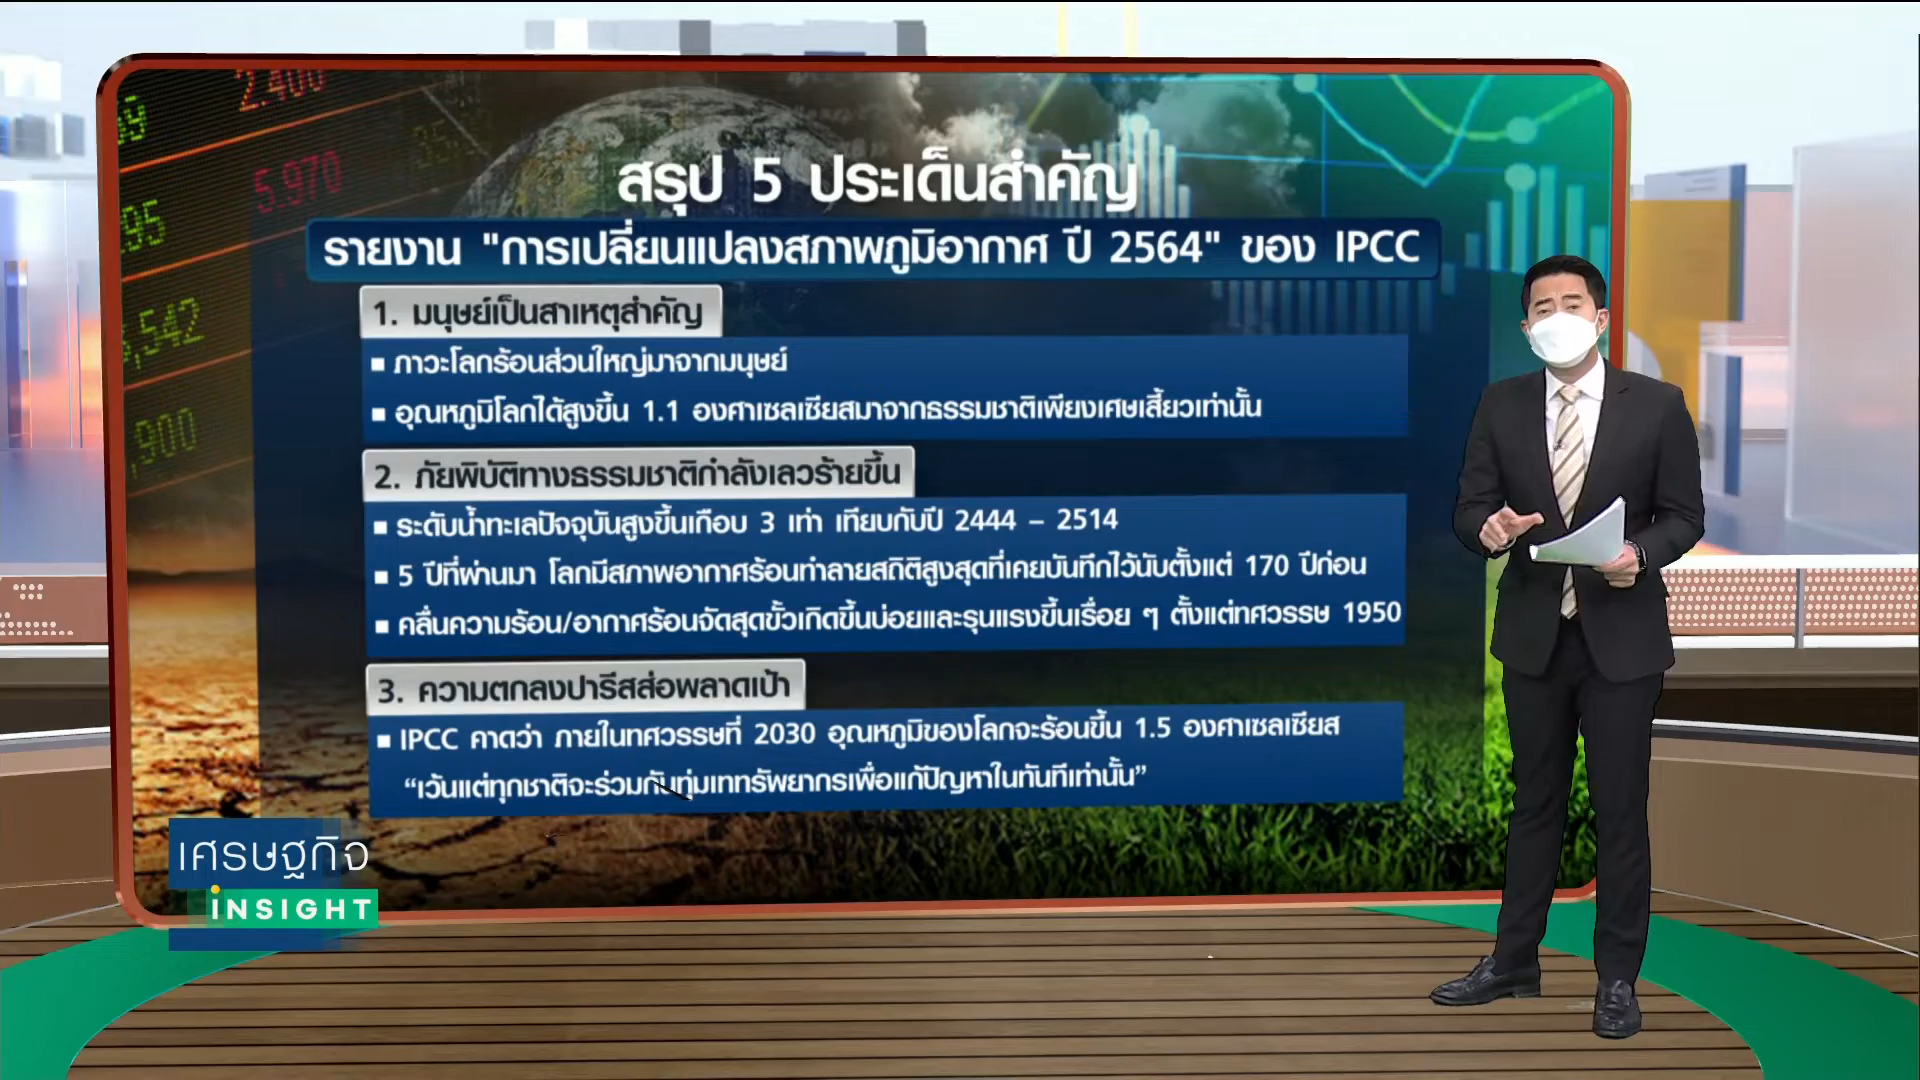 2.400
5.970
สรุป 5 ประเด็นสำคัญ
รายงาน "การเปลี่ยนแปลงสภาพภูมิอากาศ ปี 2564" ของ IPCC
1. มนุษย์เป็นสาเหตุสำคัญ
▪ ภาวะโลกร้อนส่วนใหญ่มาจากมนุษย์
▪ อุณหภูมิโลกได้สูงขึ้น 1.1 องศาเซลเซียสมาจากธรรมชาติเพียงเศษเสี้ยวเท่านั้น
2. ภัยพิบัติทางธรรมชาติกำลังเลวร้ายขึ้น
▪ ระดับน้ำทะเลปัจจุบันสูงขึ้นเกือบ 3 เท่า เทียบกับปี 2444 – 2514
▪ 5 ปีที่ผ่านมา โลกมีสภาพอากาศร้อนทำลายสถิติสูงสุดที่เคยบันทึกไว้นับตั้งแต่ 170 ปีก่อน
▪ คลื่นความร้อน/อากาศร้อนจัดสุดขั้วเกิดขึ้นบ่อยและรุนแรงขึ้นเรื่อย ๆ ตั้งแต่ทศวรรษ 1950
3. ความตกลงปารีสส่อพลาดเป้า
▪ IPCC คาดว่า ภายในทศวรรษที่ 2030 อุณหภูมิของโลกจะร้อนขึ้น 1.5 องศาเซลเซียส
“เว้นแต่ทุกชาติจะร่วมกันทุ่มเททรัพยากรเพื่อแก้ปัญหาในทันทีเท่านั้น”
เศรษฐกิจ
INSIGHT